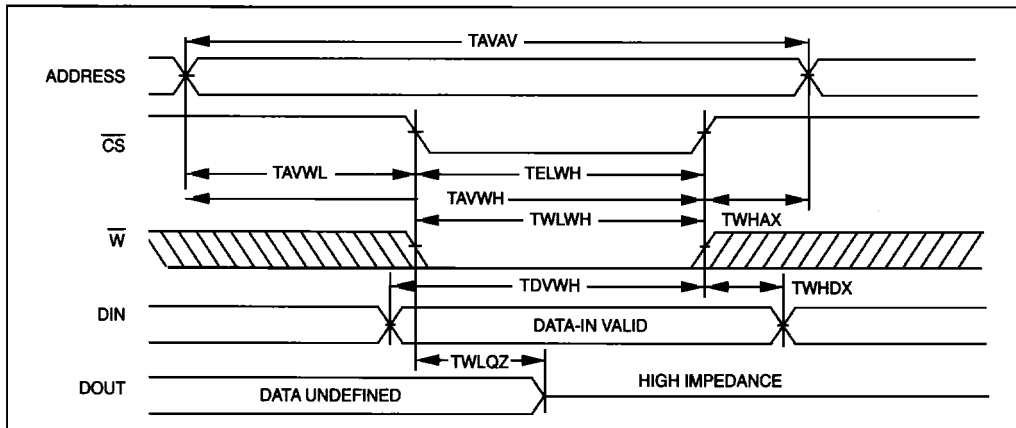 TAVAV
ADDRESS
CS
TAVWL
TELWH
TAVWH
TWLWH
TWHAX
W
TDVWH
TWHDX
DIN
DATA-IN VALID
TWLQZ
DOUT
DATA UNDEFINED
HIGH IMPEDANCE